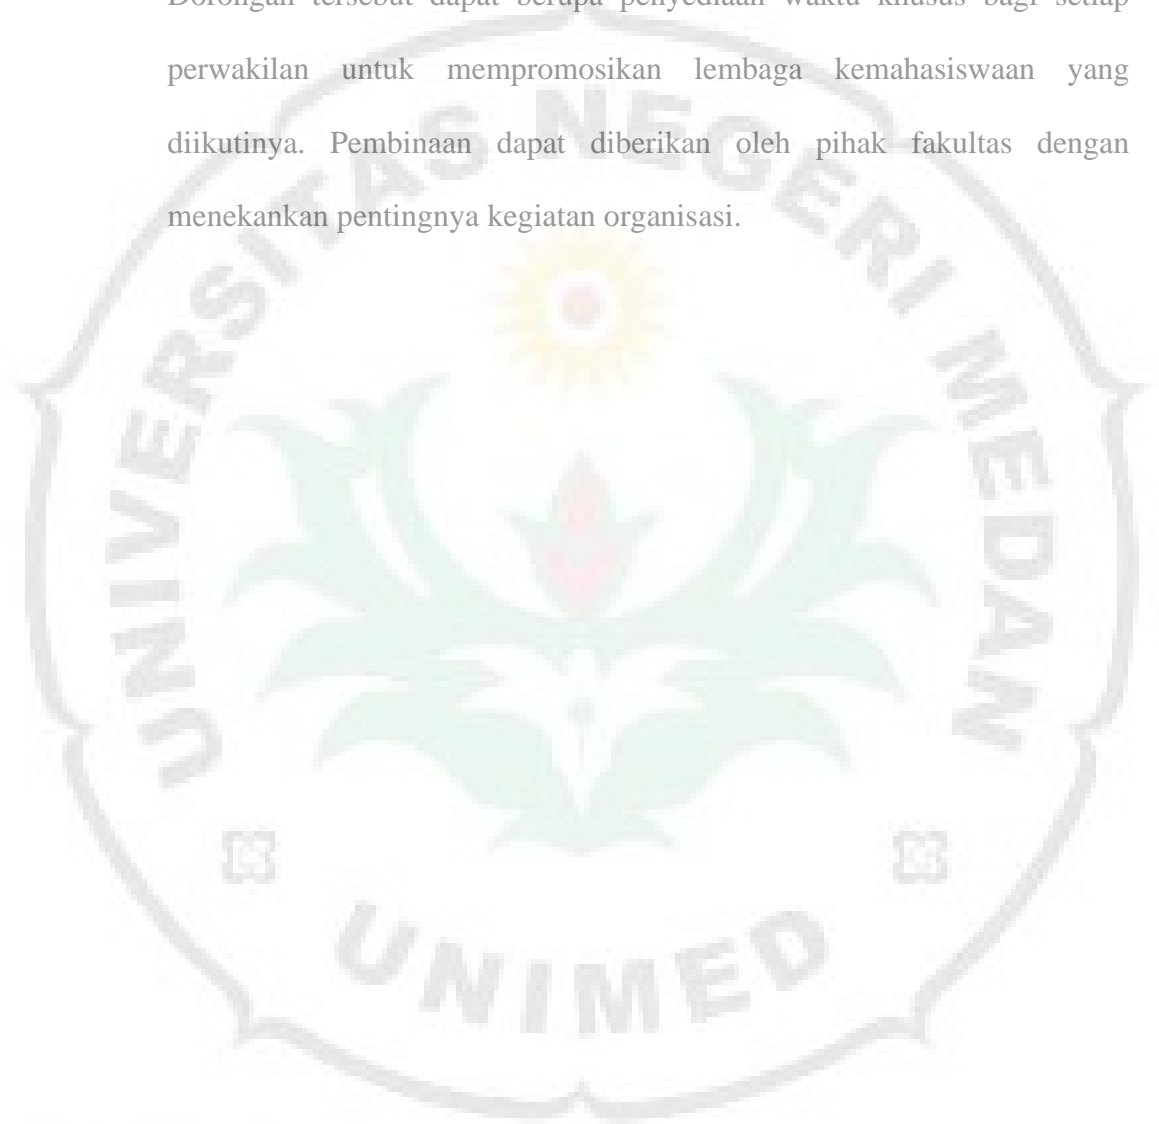 Dorongan tersebut dapat berupa penyediaan waktu khusus bagi setiap
perwakilan untuk mempromosikan lembaga kemahasiswaan yang
diikutinya. Pembinaan dapat diberikan oleh pihak fakultas dengan
menekankan pentingnya kegiatan organisasi.
UNIVERSITAS NEGERI MEDAN
UNIMED